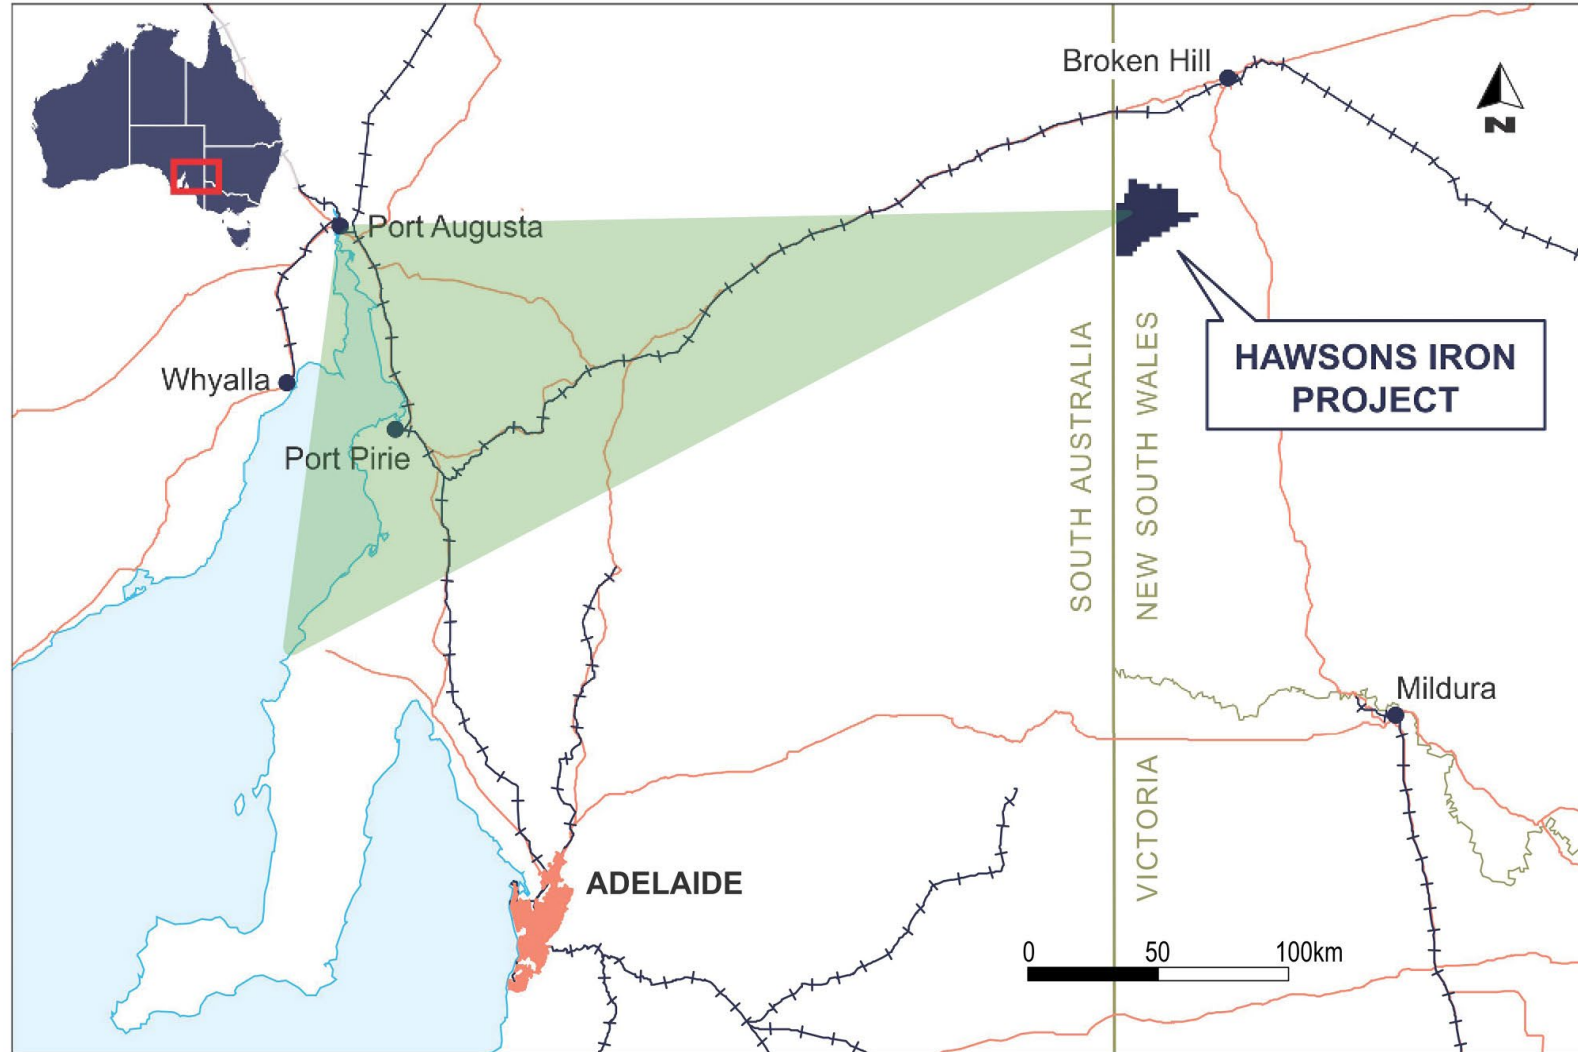 Broken Hill
N
Port Augusta
Whyalla
Port Pirie
HAWSONS IRON
PROJECT
SOUTH AUSTRALIA
NEW SOUTH WALES
Mildura
VICTORIA
ADELAIDE
0 50 100km